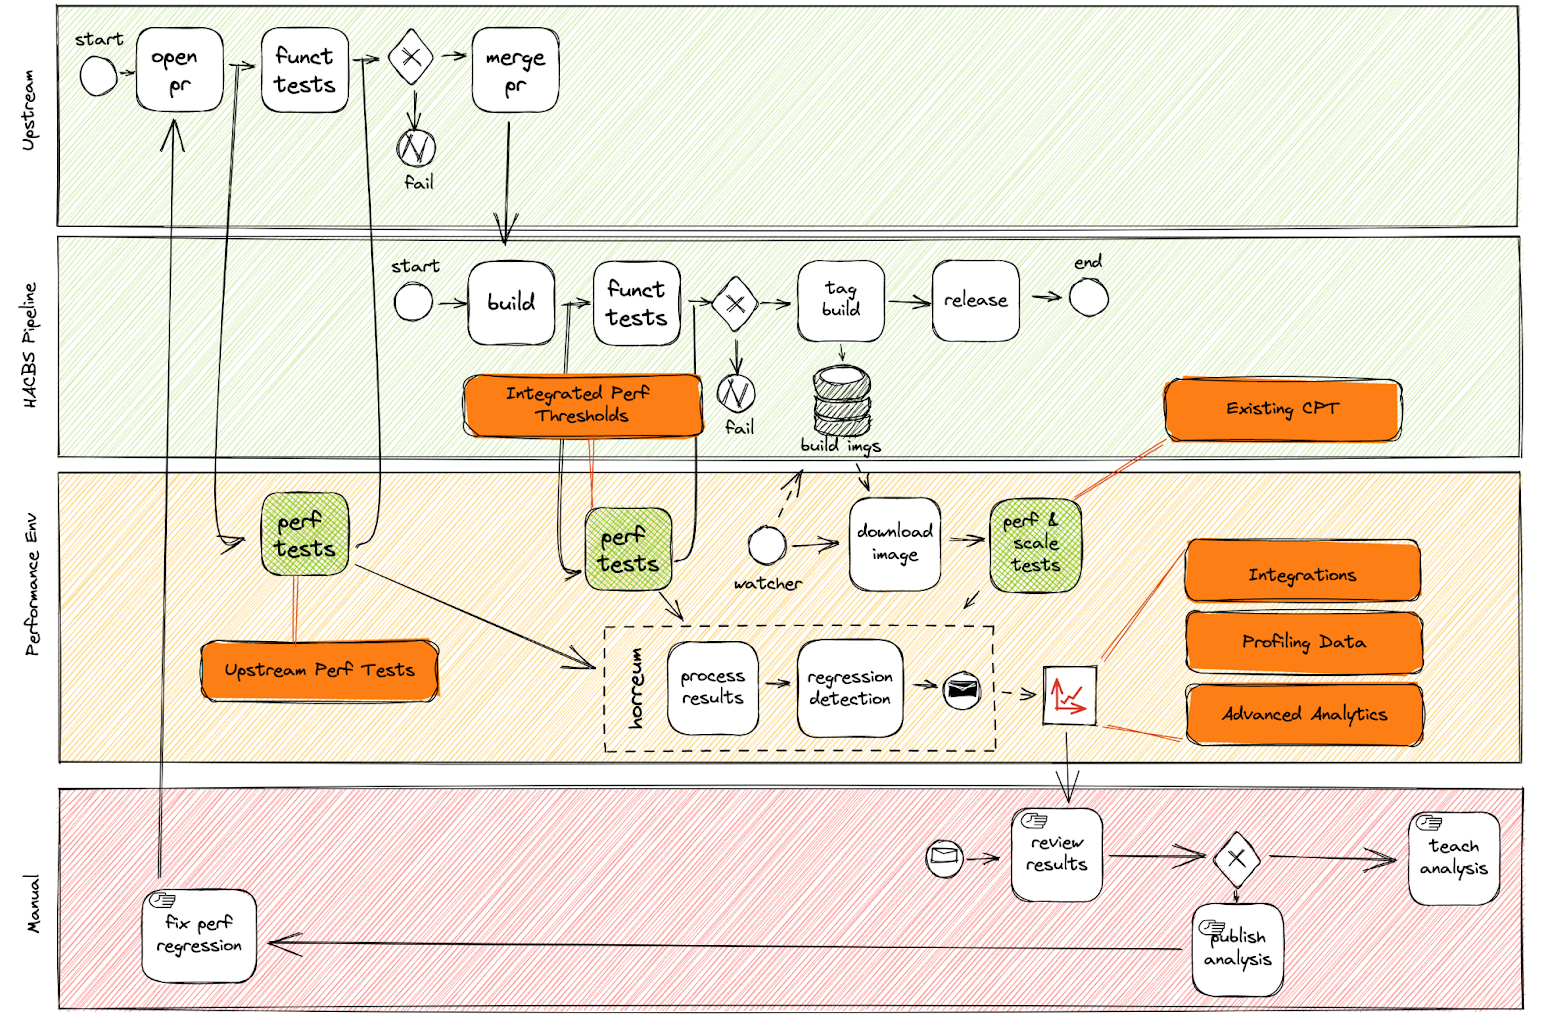 Upstream
start
open
pr
funct
tests
merge
pr
fail
HACBS Pipeline
start
build
funct
tests
tag
build
release
end
fail
build imgs
Integrated Perf
Thresholds
Existing CPT
Performance Env
perf
tests
perf
tests
watcher
download
image
perf &
scale
tests
Upstream Perf Tests
horreum
process
results
regression
detection
Integrations
Profiling Data
Advanced Analytics
Manual
review
results
teach
analysis
publish
analysis
fix perf
regression